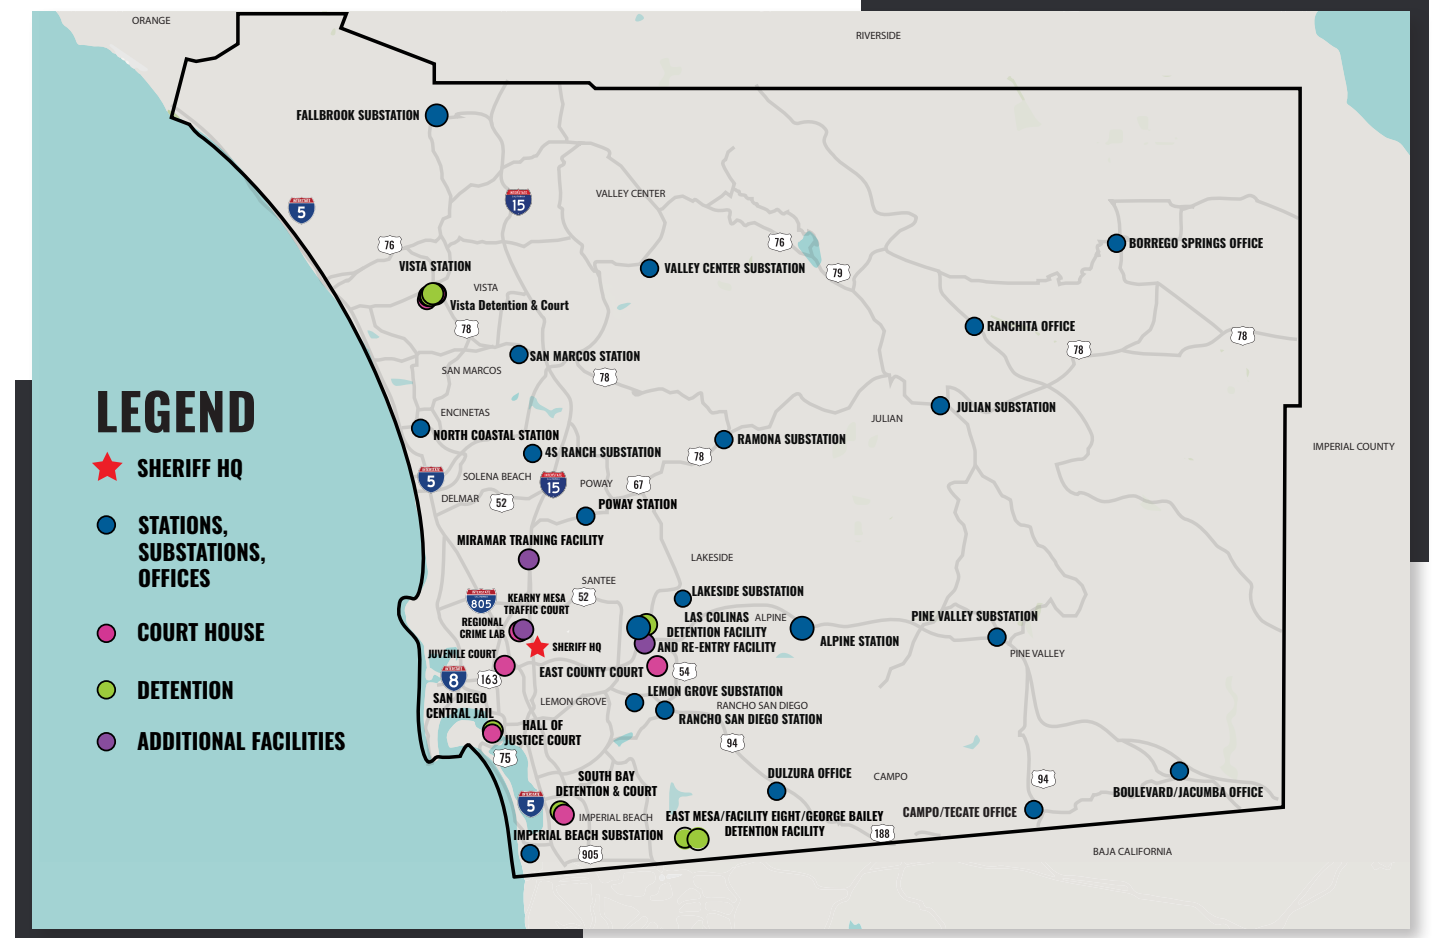 ORANGE
RIVERSIDE
FALLBROOK SUBSTATION
INTERSTATE
5
INTERSTATE
15
VALLEY CENTER
76
76
79
BORREGO SPRINGS OFFICE
VISTA STATION
VALLEY CENTER SUBSTATION
VISTA
Vista Detention & Court
78
RANCHITA OFFICE
78
78
SAN MARCOS STATION
SAN MARCOS
78
LEGEND
SHERIFF HQ
STATIONS,
SUBSTATIONS,
OFFICES
COURT HOUSE
DETENTION
ADDITIONAL FACILITIES
ENCINETAS
NORTH COASTAL STATION
JULIAN
JULIAN SUBSTATION
RAMONA SUBSTATION
4S RANCH SUBSTATION
78
IMPERIAL COUNTY
INTERSTATE
5
SOLENA BEACH
INTERSTATE
15
POWAY
67
DELMAR
52
POWAY STATION
MIRAMAR TRAINING FACILITY
LAKESIDE
SANTEE
52
LAKESIDE SUBSTATION
INTERSTATE
805
KEARNY MESA
TRAFFIC COURT
REGIONAL
CRIME LAB
SHERIFF HQ
LAS COLINAS
DETENTION FACILITY
AND RE-ENTRY FACILITY
ALPINE
ALPINE STATION
PINE VALLEY SUBSTATION
PINE VALLEY
JUVENILE COURT
EAST COUNTY COURT
54
INTERSTATE
8
163
SAN DIEGO
CENTRAL JAIL
LEMON GROVE
LEMON GROVE SUBSTATION
RANCHO SAN DIEGO
RANCHO SAN DIEGO STATION
HALL OF
JUSTICE COURT
75
94
SOUTH BAY
DETENTION & COURT
DULZURA OFFICE
CAMPO
94
BOULEVARD/JACUMBA OFFICE
INTERSTATE
5
IMPERIAL BEACH
EAST MESA/FACILITY EIGHT/GEORGE BAILEY
DETENTION FACILITY
CAMPO/TECATE OFFICE
188
IMPERIAL BEACH SUBSTATION
905
BAJA CALIFORNIA